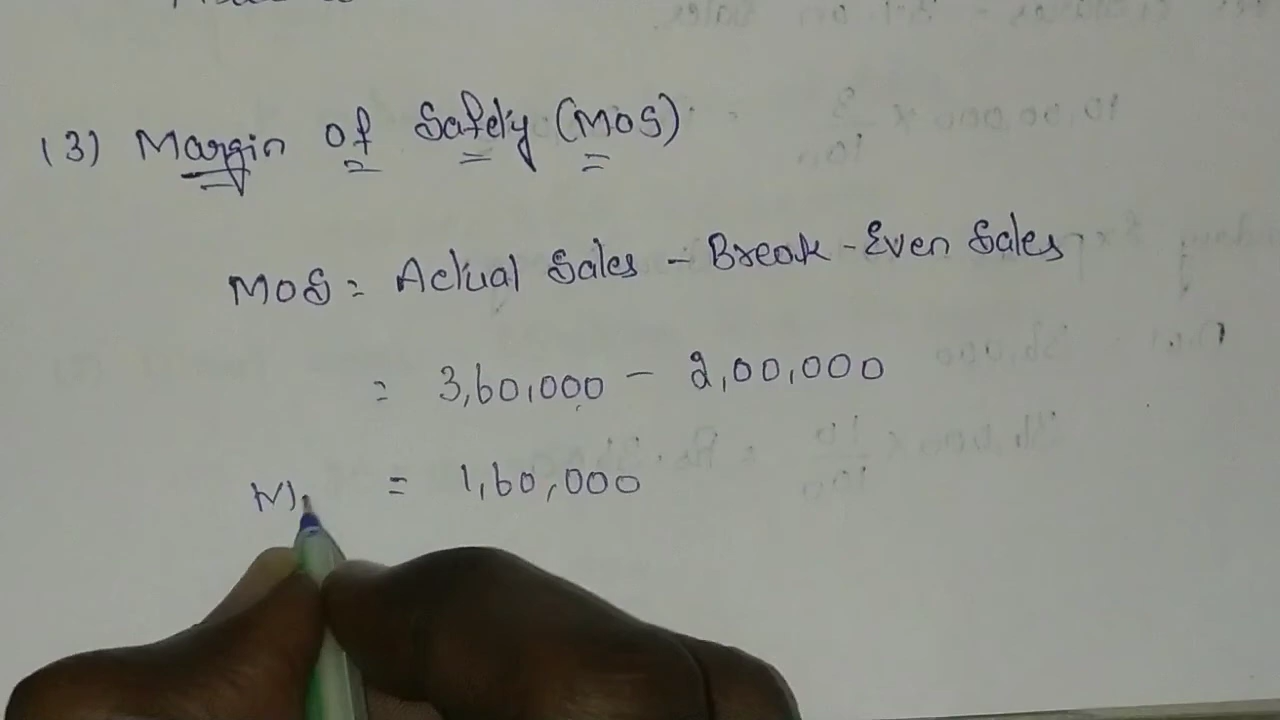 (3) Margin Of Safety (MOS)
MOS = Actual Sales - Break-Even Sales
= 3,60,000 - 2,00,000
= 1,60,000